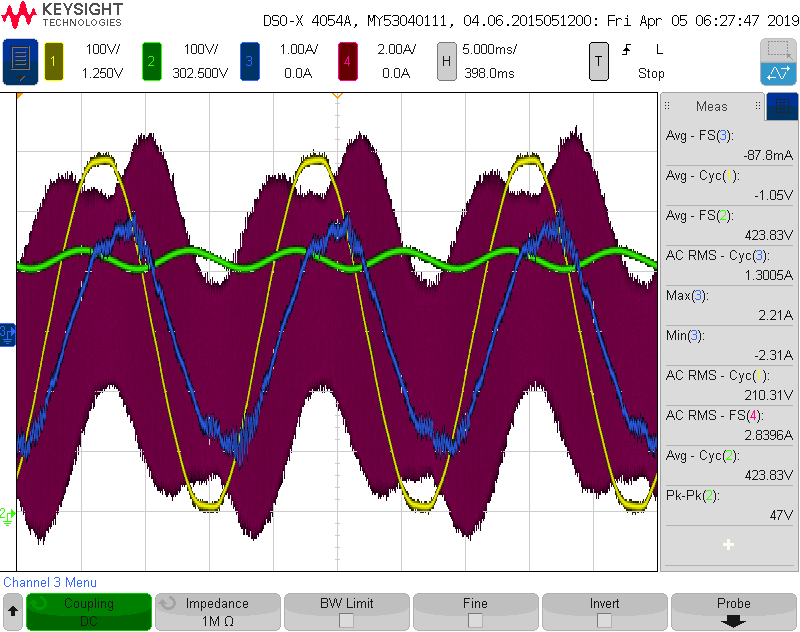 KEYSIGHT
TECHNOLOGIES
DSO-X 4054A, MY53040111, 04.06.2015051200: Fri Apr 05 06:27:47 2019
1 100V/ 2 100V/ 3 1.00A/ 4 2.00A/ H 5.000ms/ T L
1.250V 302.500V 0.0A 0.0A 398.0ms Stop
Meas
Avg - FS(3):
-87.8mA
Avg - Cyc( ):
-1.05V
Avg - FS(2):
423.83V
AC RMS - Cyc(3):
1.3005A
Max(3):
2.21A
Min(3):
-2.31A
AC RMS - Cyc( ):
210.31V
AC RMS - FS(4):
2.8396A
Avg - Cyc(2):
423.83V
Pk-Pk(2):
47V
3
2
Channel 3 Menu
Coupling Impedance BW Limit Fine Invert Probe
DC 1M Ω